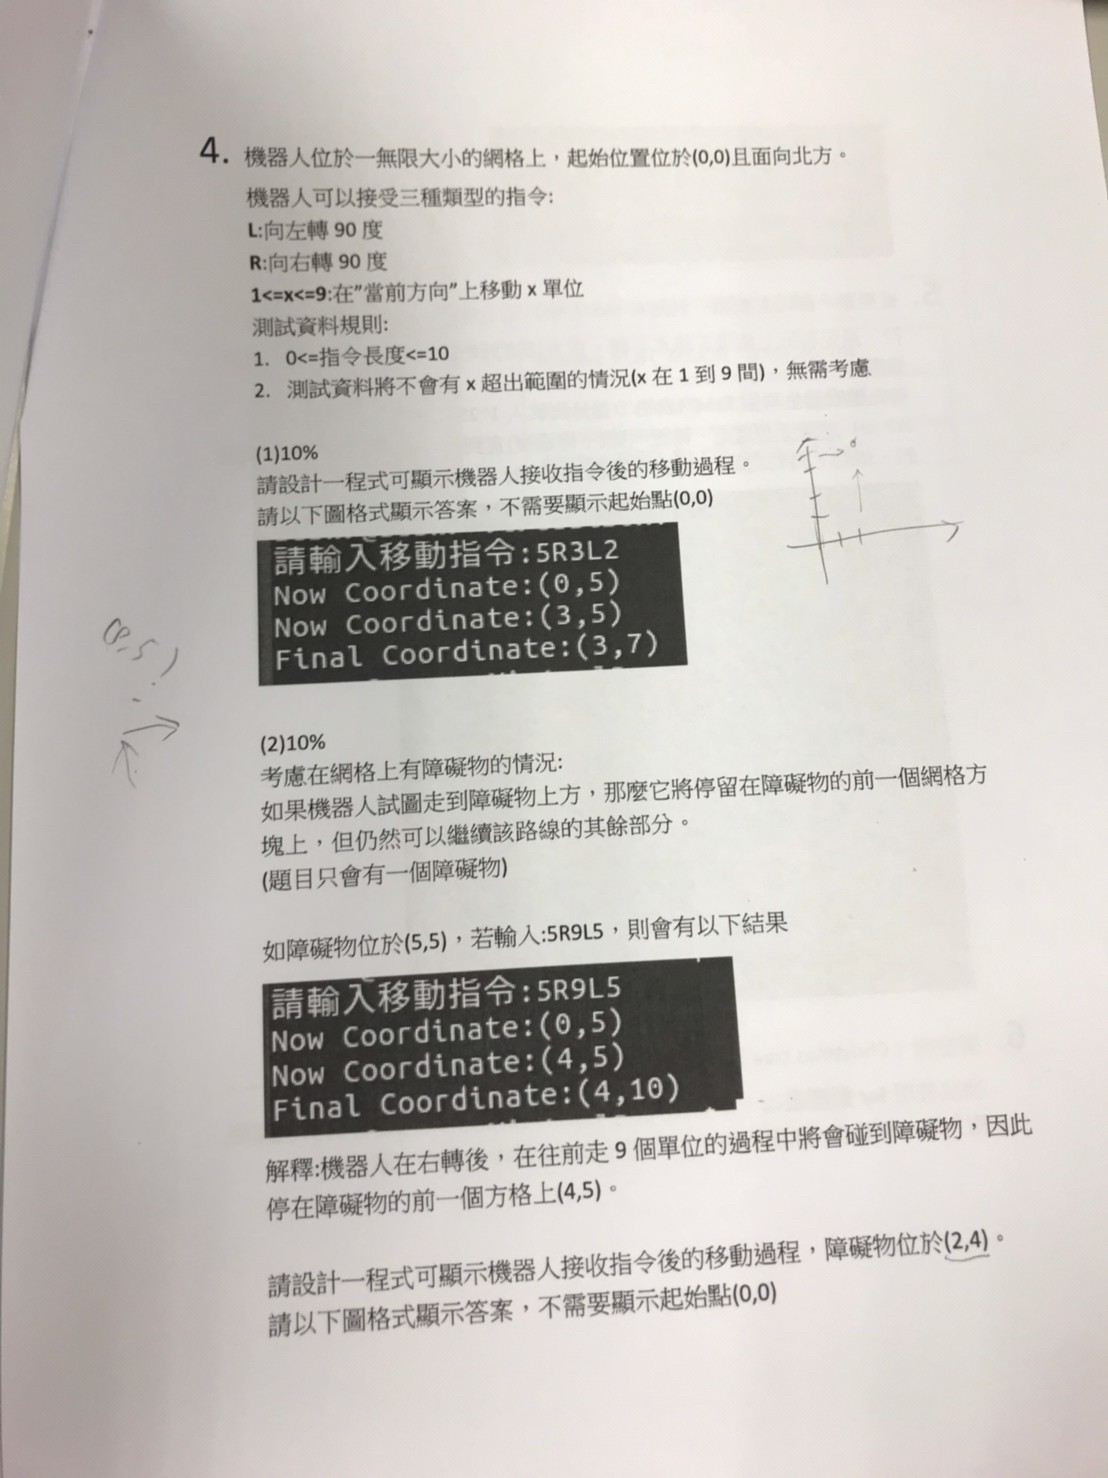 4. 機器人位於一無限大小的網格上，起始位置位於(0,0)且面向北方。
機器人可以接受三種類型的指令:
L:向左轉 90 度
R:向右轉 90 度
1<=x<=9:在”當前方向”上移動 x 單位
測試資料規則:
1. 0<=指令長度<=10
2. 測試資料將不會有 x 超出範圍的情況(x 在 1 到 9 間)，無需考慮
(1)10%
請設計一程式可顯示機器人接收指令後的移動過程。
請以下圖格式顯示答案，不需要顯示起始點(0,0)
請輸入移動指令:5R3L2
Now Coordinate:(0,5)
Now Coordinate:(3,5)
Final Coordinate:(3,7)
(2)10%
考慮在網格上有障礙物的情況:
如果機器人試圖走到障礙物上方，那麼它將停留在障礙物的前一個網格方
塊上，但仍然可以繼續該路線的其餘部分。
(題目只會有一個障礙物)
如障礙物位於(5,5)，若輸入:5R9L5，則會有以下結果
請輸入移動指令:5R9L5
Now Coordinate:(0,5)
Now Coordinate:(4,5)
Final Coordinate:(4,10)
解釋:機器人在右轉後，在往前走 9 個單位的過程中將會碰到障礙物，因此
停在障礙物的前一個方格上(4,5)。
請設計一程式可顯示機器人接收指令後的移動過程，障礙物位於(2,4)。
請以下圖格式顯示答案，不需要顯示起始點(0,0)